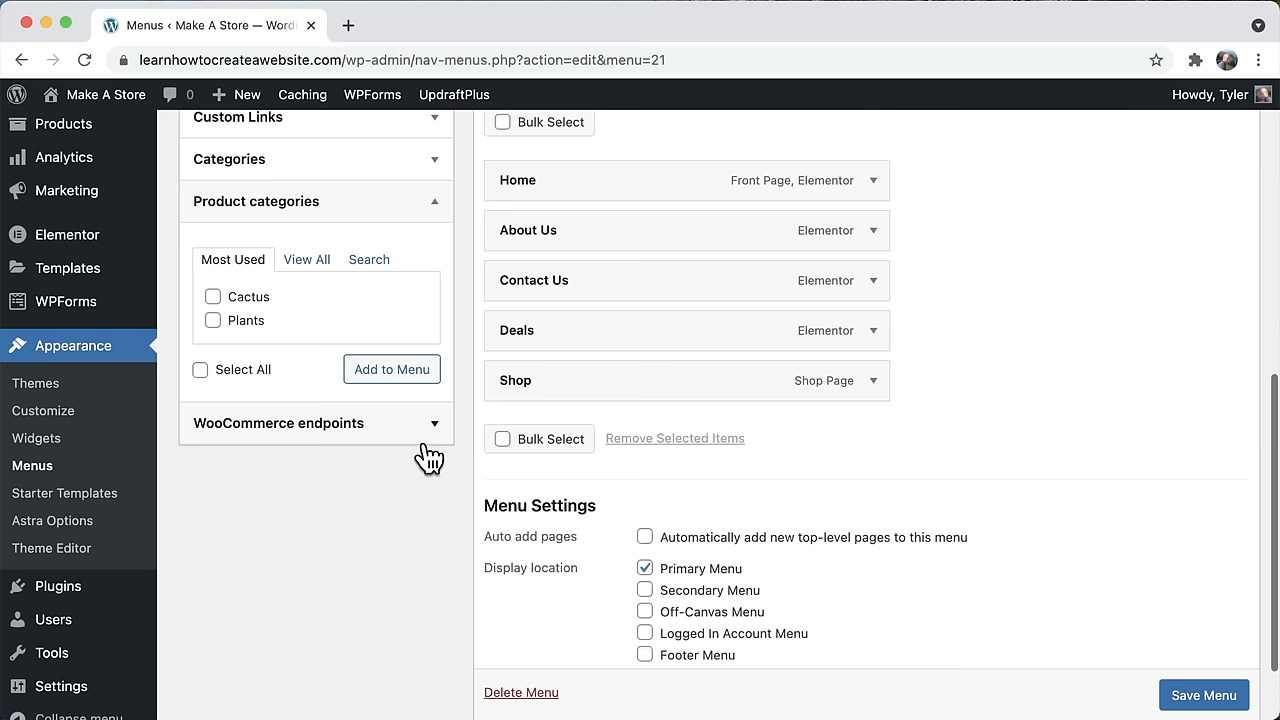 Menus ‹ Make A Store — Word
learnhowtocreateawebsite.com/wp-admin/nav-menus.php?action=edit&menu=21
Make A Store 0 New Caching WPForms UpdraftPlus Howdy, Tyler
Products
Analytics
Marketing
Elementor
Templates
WPForms
Appearance
Themes
Customize
Widgets
Menus
Starter Templates
Astra Options
Theme Editor
Plugins
Users
Tools
Settings
Collapse menu
Custom Links
Categories
Product categories
Most Used View All Search
Cactus
Plants
Select All Add to Menu
WooCommerce endpoints
Bulk Select
Home Front Page, Elementor
About Us Elementor
Contact Us Elementor
Deals Elementor
Shop Shop Page
Bulk Select Remove Selected Items
Menu Settings
Auto add pages Automatically add new top-level pages to this menu
Display location Primary Menu
Secondary Menu
Off-Canvas Menu
Logged In Account Menu
Footer Menu
Delete Menu Save Menu